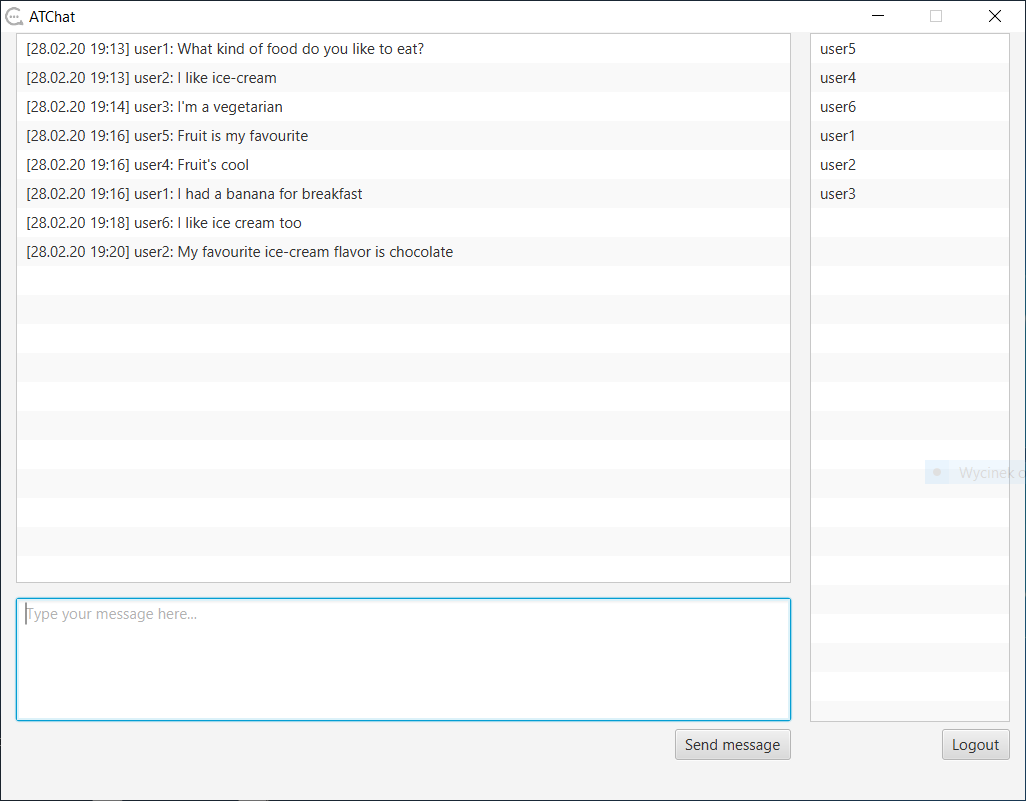 ATChat
[28.02.20 19:13] user1: What kind of food do you like to eat?
[28.02.20 19:13] user2: I like ice-cream
[28.02.20 19:14] user3: I'm a vegetarian
[28.02.20 19:16] user5: Fruit is my favourite
[28.02.20 19:16] user4: Fruit's cool
[28.02.20 19:16] user1: I had a banana for breakfast
[28.02.20 19:18] user6: I like ice cream too
[28.02.20 19:20] user2: My favourite ice-cream flavor is chocolate
user5
user4
user6
user1
user2
user3
Wycinek
Type your message here...
Send message
Logout